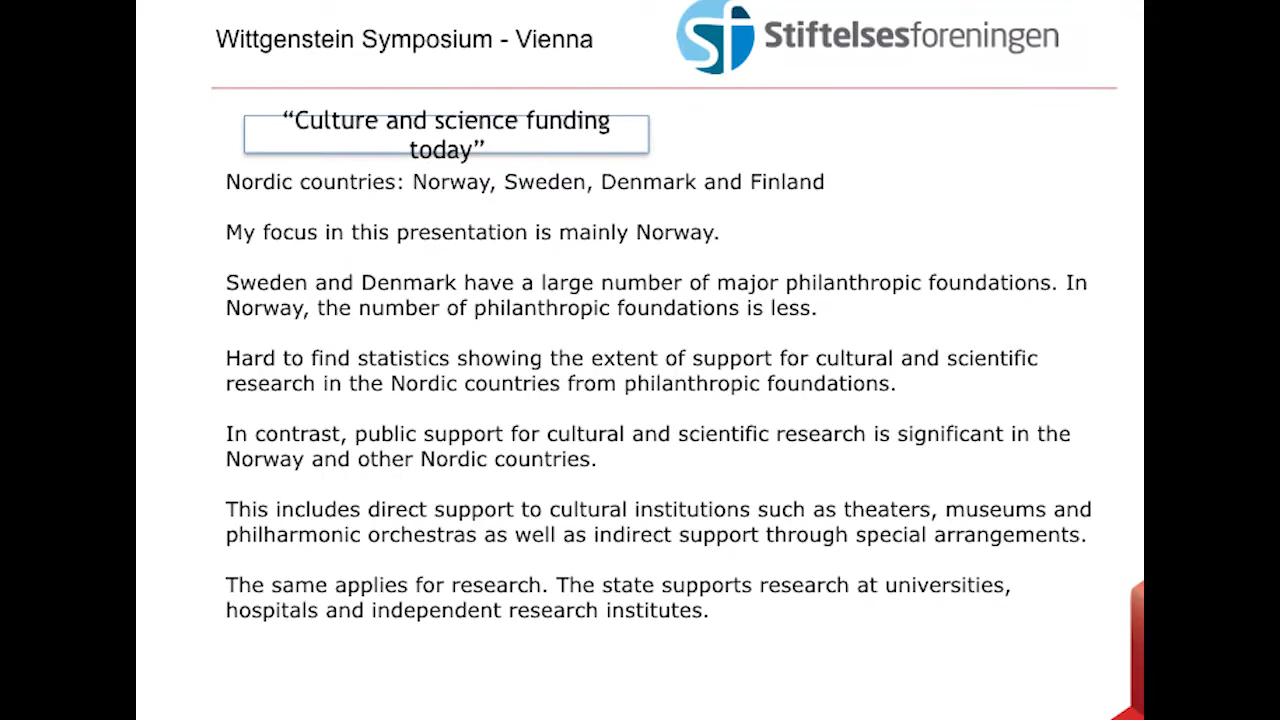 Wittgenstein Symposium - Vienna
sf Stiftelsesforeningen
“Culture and science funding
today”
Nordic countries: Norway, Sweden, Denmark and Finland
My focus in this presentation is mainly Norway.
Sweden and Denmark have a large number of major philanthropic foundations. In
Norway, the number of philanthropic foundations is less.
Hard to find statistics showing the extent of support for cultural and scientific
research in the Nordic countries from philanthropic foundations.
In contrast, public support for cultural and scientific research is significant in the
Norway and other Nordic countries.
This includes direct support to cultural institutions such as theaters, museums and
philharmonic orchestras as well as indirect support through special arrangements.
The same applies for research. The state supports research at universities,
hospitals and independent research institutes.